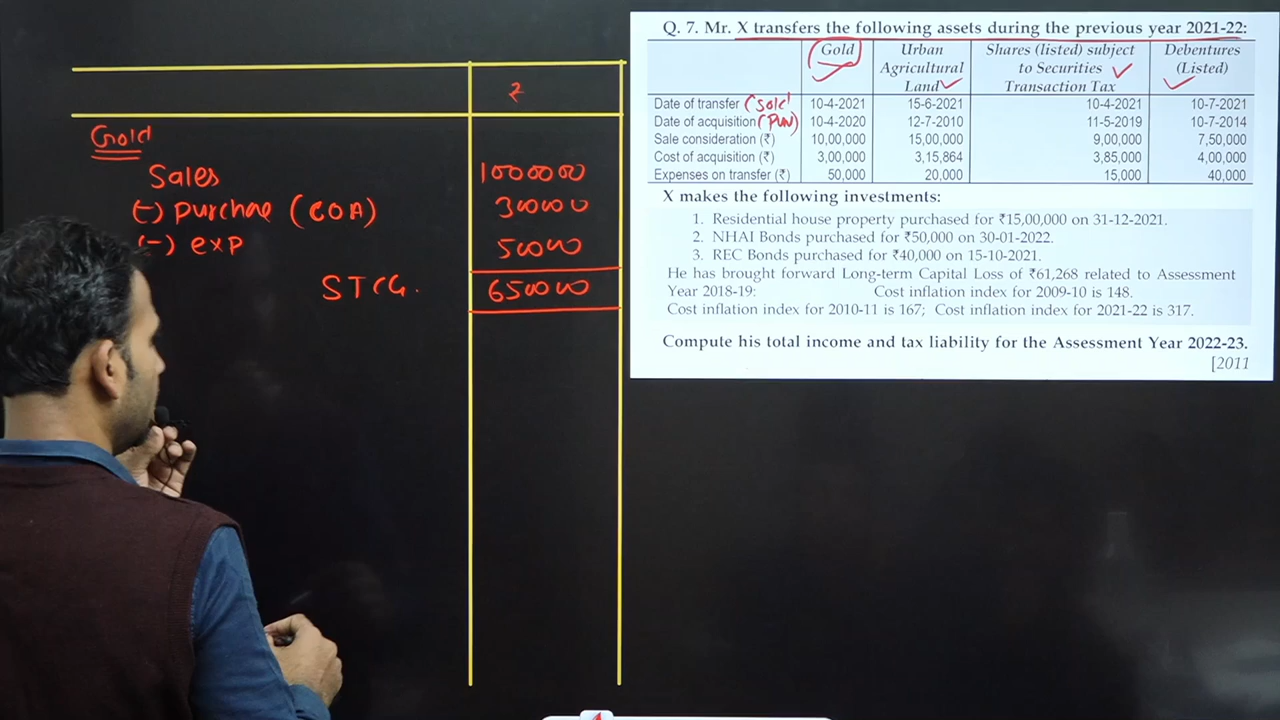 ₹
Gold
Sales 1000000
(-) Purchae (COA) 300000
(-) exp 50000
STCG. 650000
Q. 7. Mr. X transfers the following assets during the previous year 2021-22:
Gold Urban Agricultural Land Shares (listed) subject to Securities Transaction Tax Debentures (Listed)
Date of transfer (Sold) 10-4-2021 15-6-2021 10-4-2021 10-7-2021
Date of acquisition (Pur) 10-4-2020 12-7-2010 11-5-2019 10-7-2014
Sale consideration (₹) 10,00,000 15,00,000 9,00,000 7,50,000
Cost of acquisition (₹) 3,00,000 3,15,864 3,85,000 4,00,000
Expenses on transfer (₹) 50,000 20,000 15,000 40,000
X makes the following investments:
1. Residential house property purchased for ₹15,00,000 on 31-12-2021.
2. NHAI Bonds purchased for ₹50,000 on 30-01-2022.
3. REC Bonds purchased for ₹40,000 on 15-10-2021.
He has brought forward Long-term Capital Loss of ₹61,268 related to Assessment
Year 2018-19: Cost inflation index for 2009-10 is 148.
Cost inflation index for 2010-11 is 167; Cost inflation index for 2021-22 is 317.
Compute his total income and tax liability for the Assessment Year 2022-23.
[2011